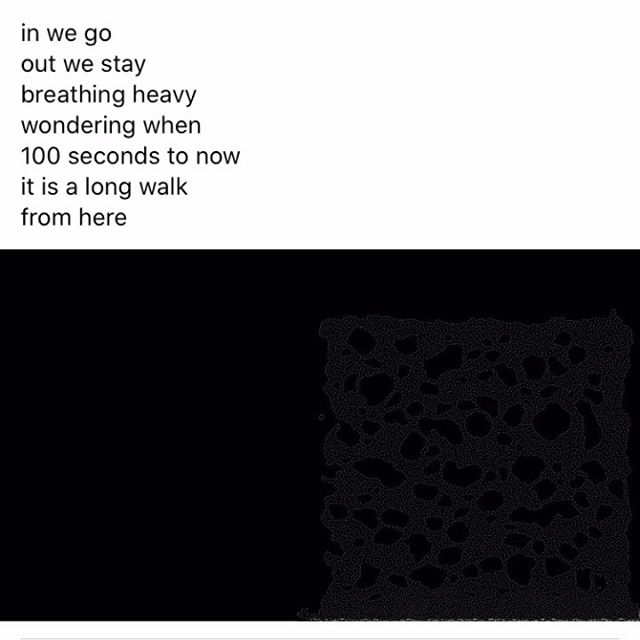 in we go
out we stay
breathing heavy
wondering when
100 seconds to now
it is a long walk
from here